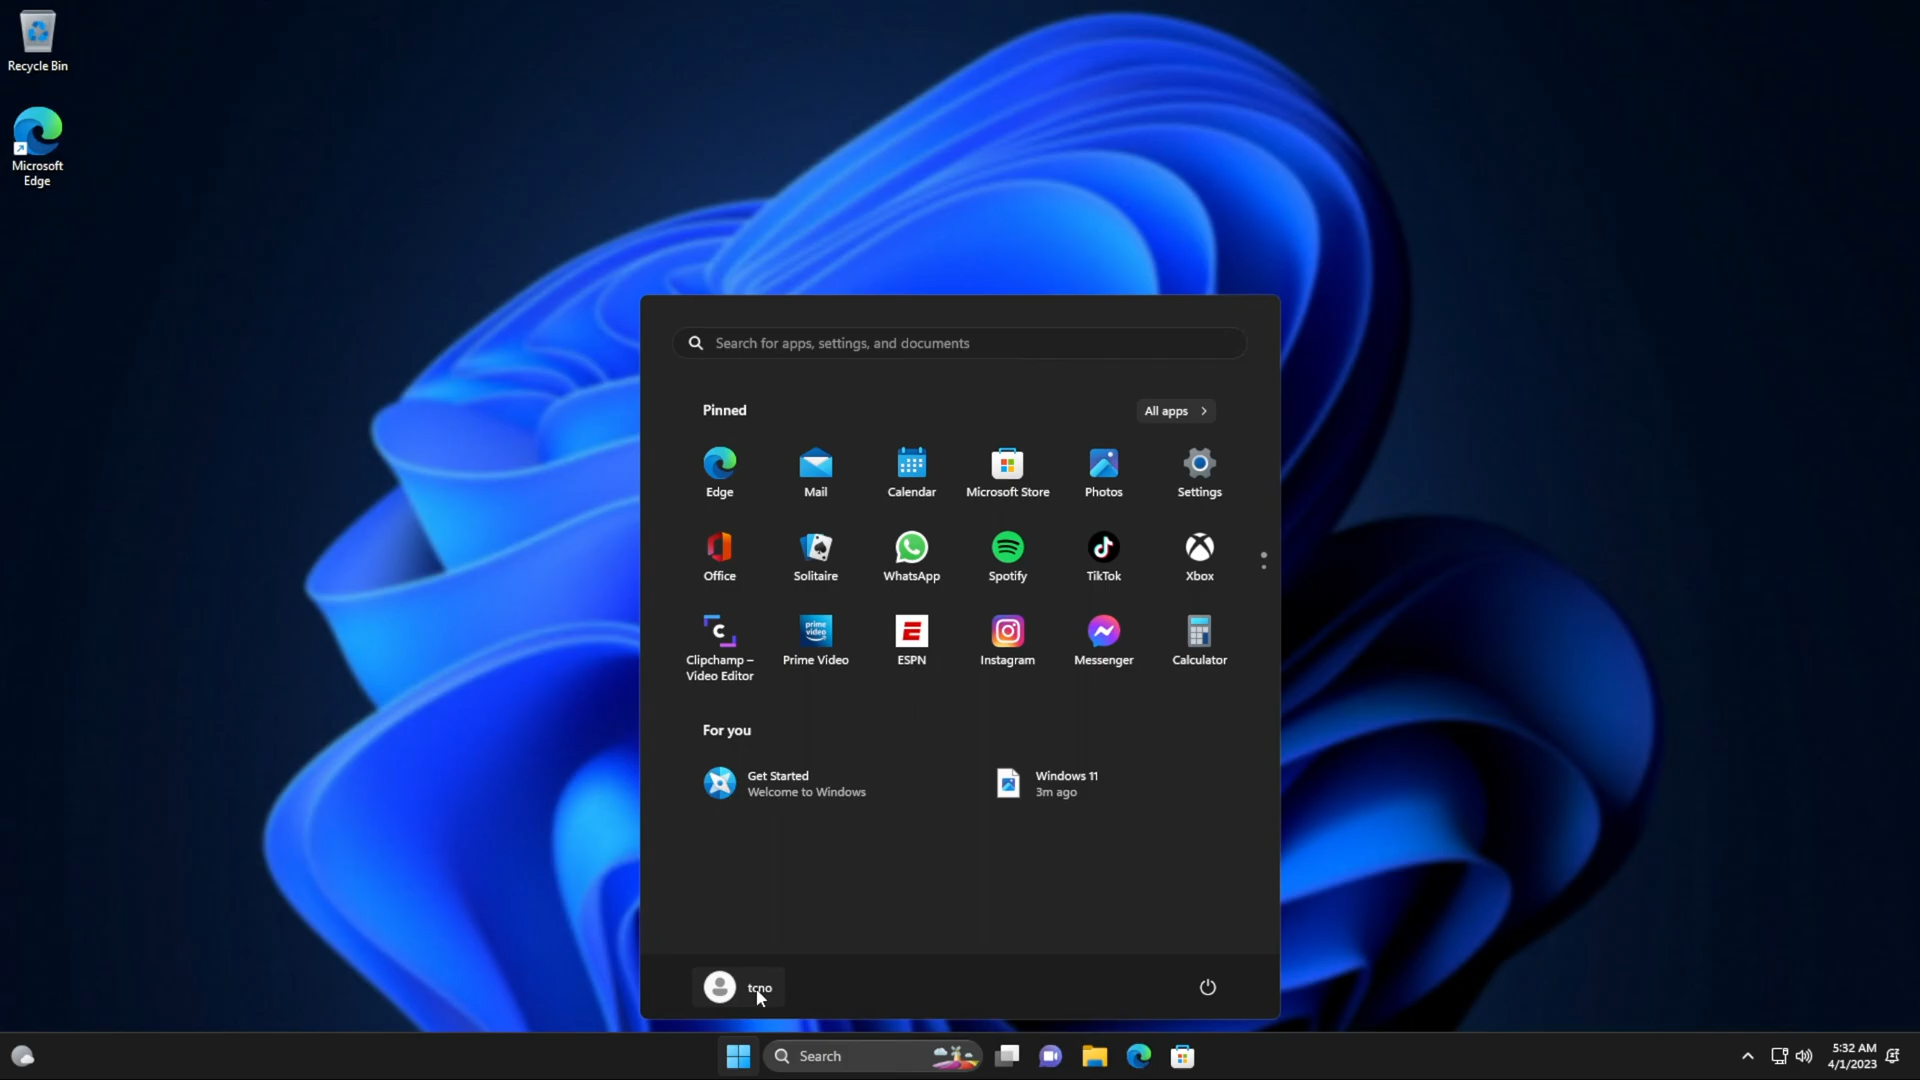 Recycle Bin
Microsoft
Edge
Search for apps, settings, and documents
Pinned
All apps
Edge
Mail
Calendar
Microsoft Store
Photos
Settings
Office
Solitaire
WhatsApp
Spotify
TikTok
Xbox
prime
video
Clipchamp –
Video Editor
Prime Video
ESPN
Instagram
Messenger
Calculator
For you
Get Started
Welcome to Windows
Windows 11
3m ago
tcno
Search
5:32 AM
4/1/2023